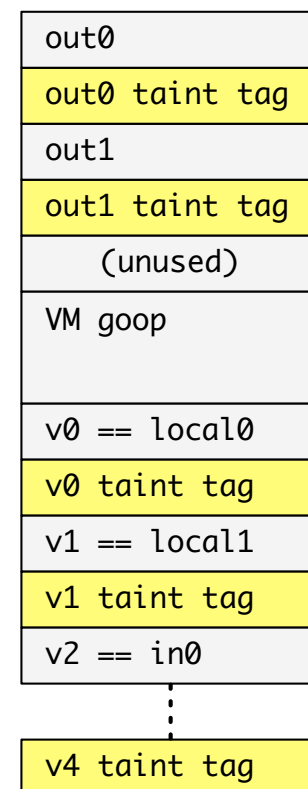 out0
out0 taint tag
out1
out1 taint tag
(unused)
VM goop
v0 == local0
v0 taint tag
v1 == local1
v1 taint tag
v2 == in0
v4 taint tag